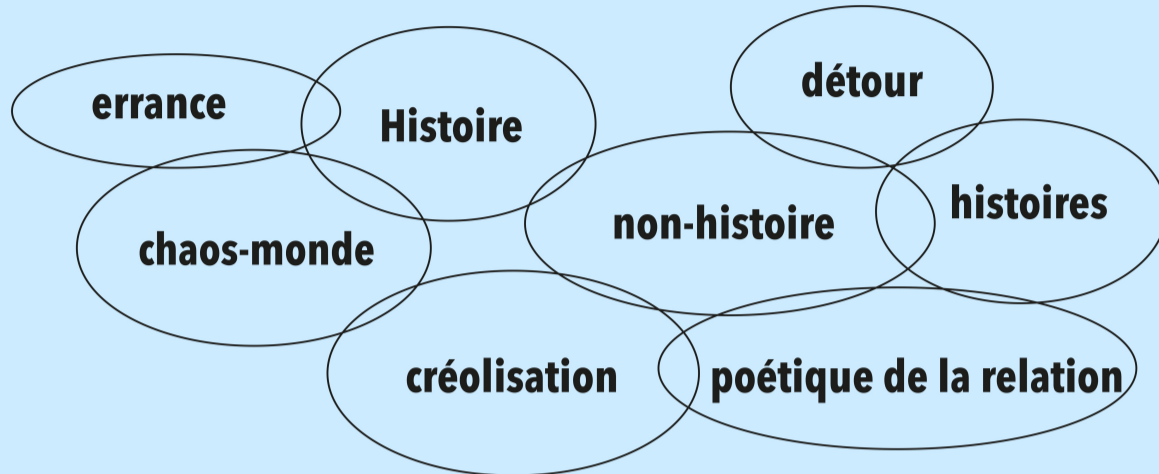 errance
Histoire
détour
chaos-monde
non-histoire
histoires
créolisation
poétique de la relation